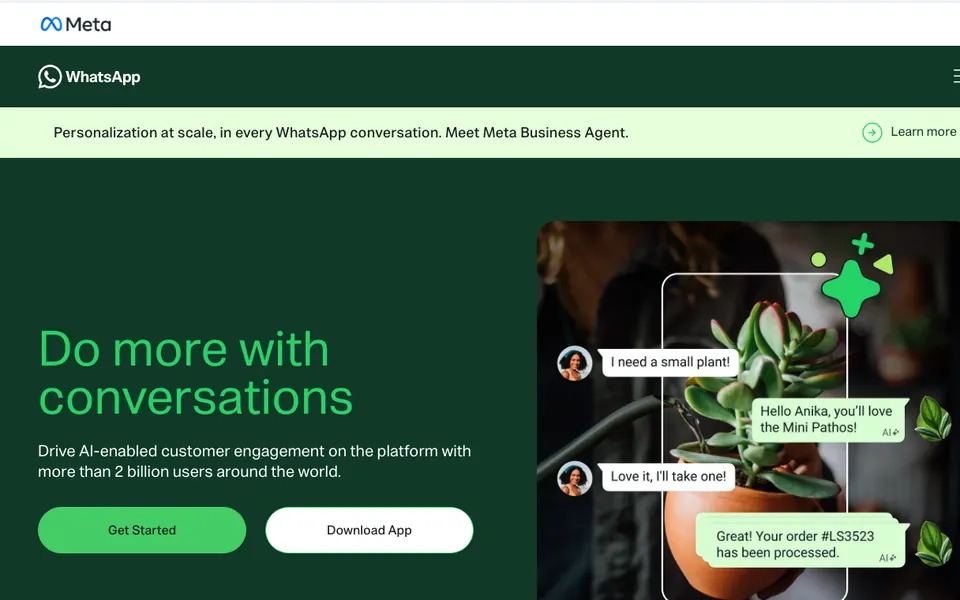 Meta
WhatsApp
Personalization at scale, in every WhatsApp conversation. Meet Meta Business Agent.
Learn more
Do more with
conversations
Drive AI-enabled customer engagement on the platform with
more than 2 billion users around the world.
Get Started
Download App
I need a small plant!
Hello Anika, you’ll love
the Mini Pathos!
AI
Love it, I'll take one!
Great! Your order #LS3523
has been processed.
AI